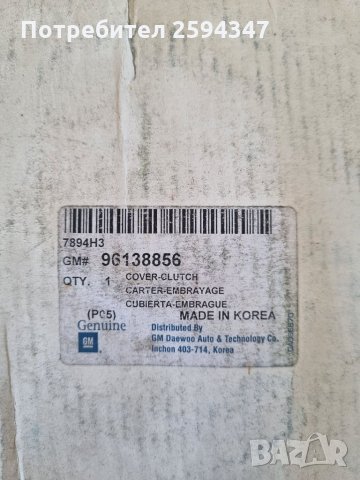 Потребител 2594347
7894H3
GM# 96138856
QTY. 1 COVER-CLUTCH
CARTER-EMBRAYAGE
CUBIERTA-EMBRAGUE
(PC5) MADE IN KOREA
Genuine
GM
Distributed By
GM Daewoo Auto & Technology Co.
Inchon 403-714, Korea
BAZAR